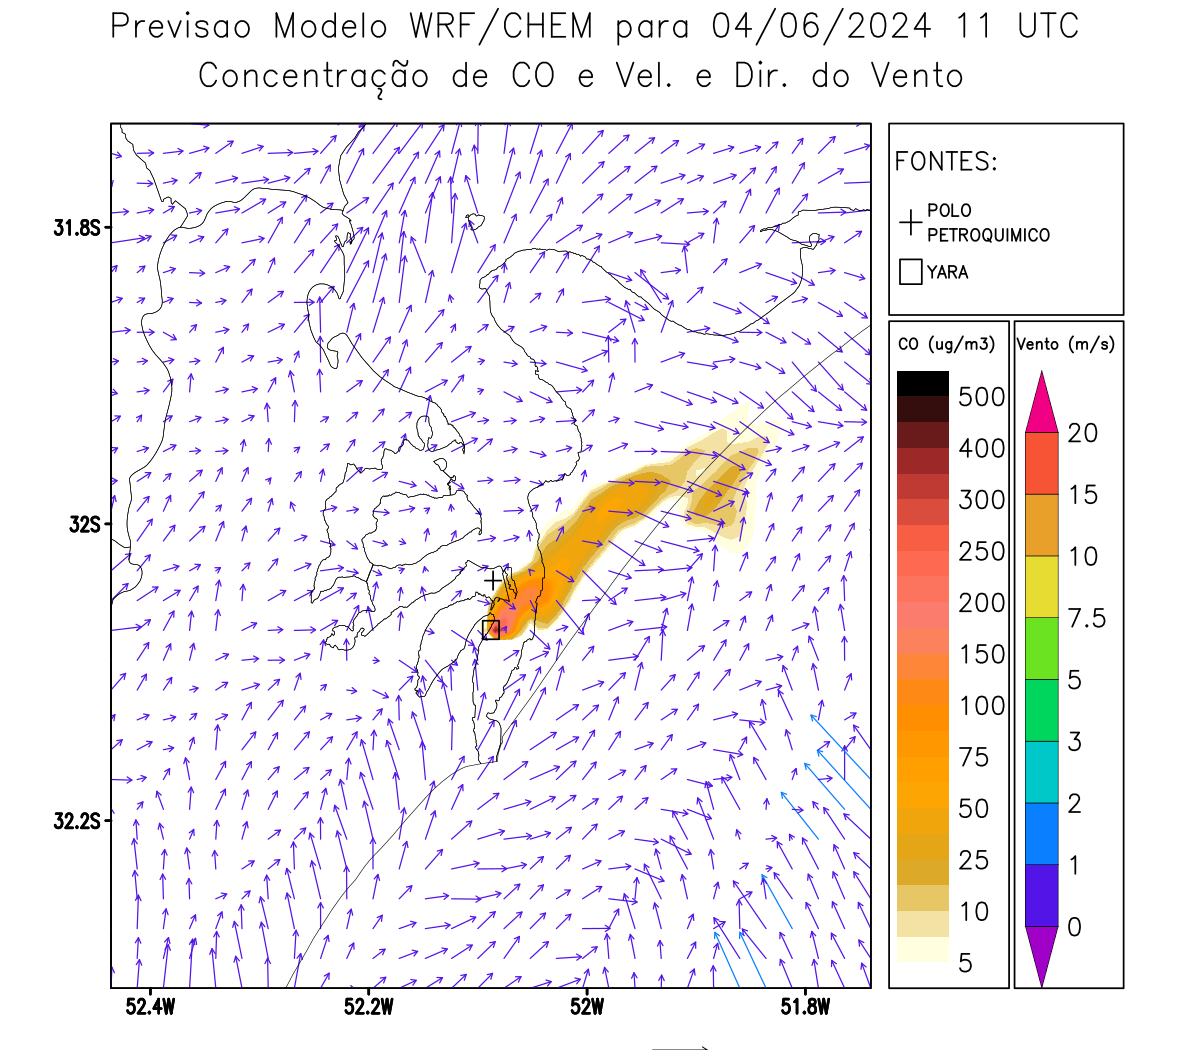 Previsao Modelo WRF/CHEM para 04/06/2024 11 UTC
Concentração de CO e Vel. e Dir. do Vento
FONTES:
POLO
PETROQUIMICO
YARA
CO (ug/m3)
500
400
300
250
200
150
100
75
50
25
10
5
Vento (m/s)
20
15
10
7.5
5
3
2
1
0
31.8S
32S
32.2S
52.4W
52.2W
52W
51.8W